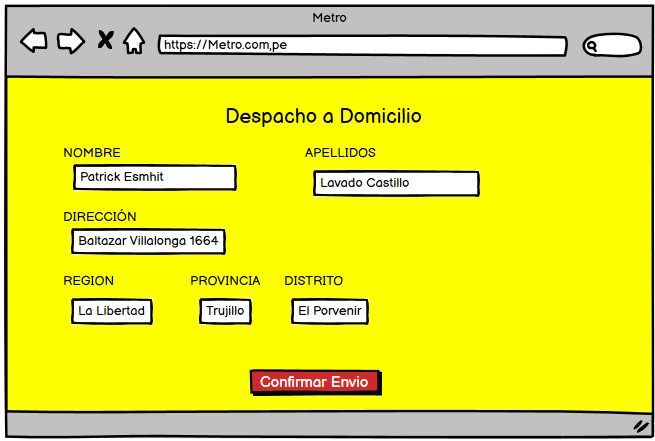 Metro
https://Metro.com,pe
Despacho a Domicilio
NOMBRE APELLIDOS
Patrick Esmhit Lavado Castillo
DIRECCIÓN
Baltazar Villalonga 1664
REGION PROVINCIA DISTRITO
La Libertad Trujillo El Porvenir
Confirmar Envio